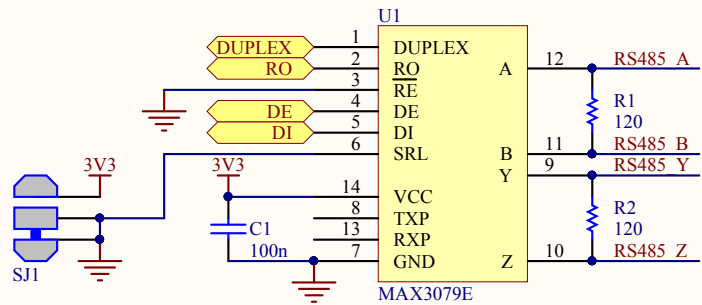 U1
DUPLEX 1 DUPLEX
RO 2 RO A 12 RS485_A
3 RE
DE 4 DE R1
DI 5 DI 120
6 SRL B 11 RS485_B
Y 9 RS485_Y
3V3 3V3
14 VCC
8 TXP R2
C1 13 RXP 120
100n 7 GND Z 10 RS485_Z
SJ1
MAX3079E